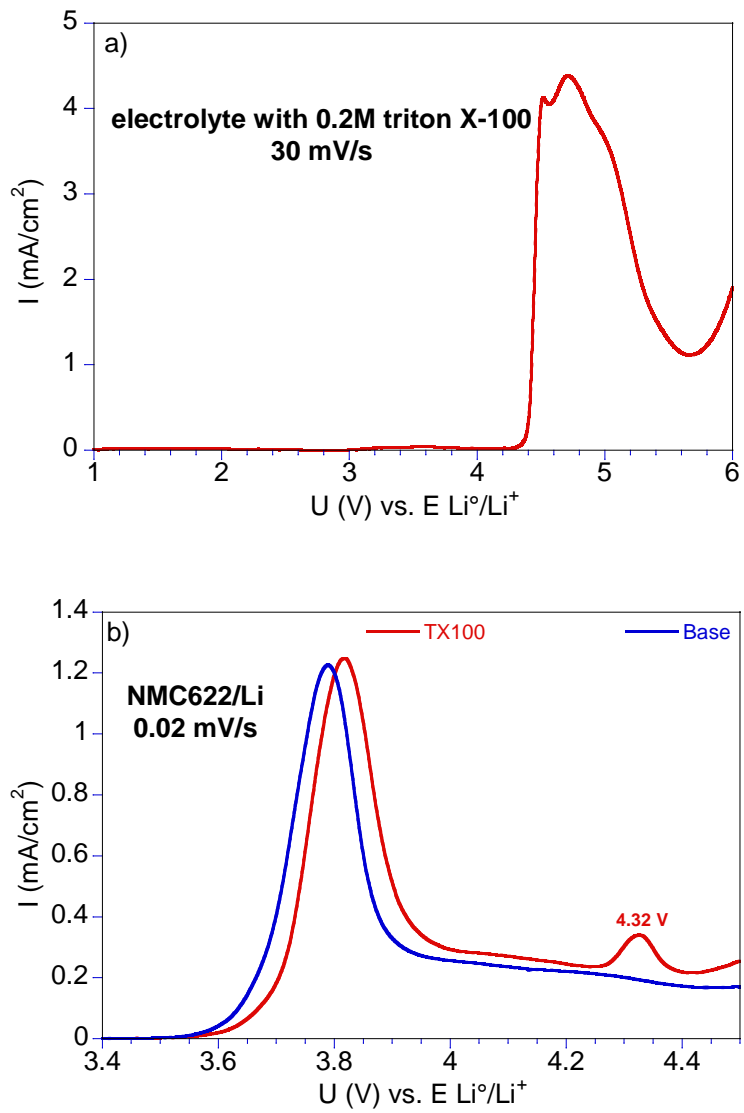 a)
electrolyte with 0.2M triton X-100
30 mV/s
I (mA/cm²)
5
4
3
2
1
0
1 2 3 4 5 6
U (V) vs. E Li°/Li⁺
b)
TX100 Base
NMC622/Li
0.02 mV/s
4.32 V
I (mA/cm²)
1.4
1.2
1
0.8
0.6
0.4
0.2
0
3.4 3.6 3.8 4 4.2 4.4
U (V) vs. E Li°/Li⁺